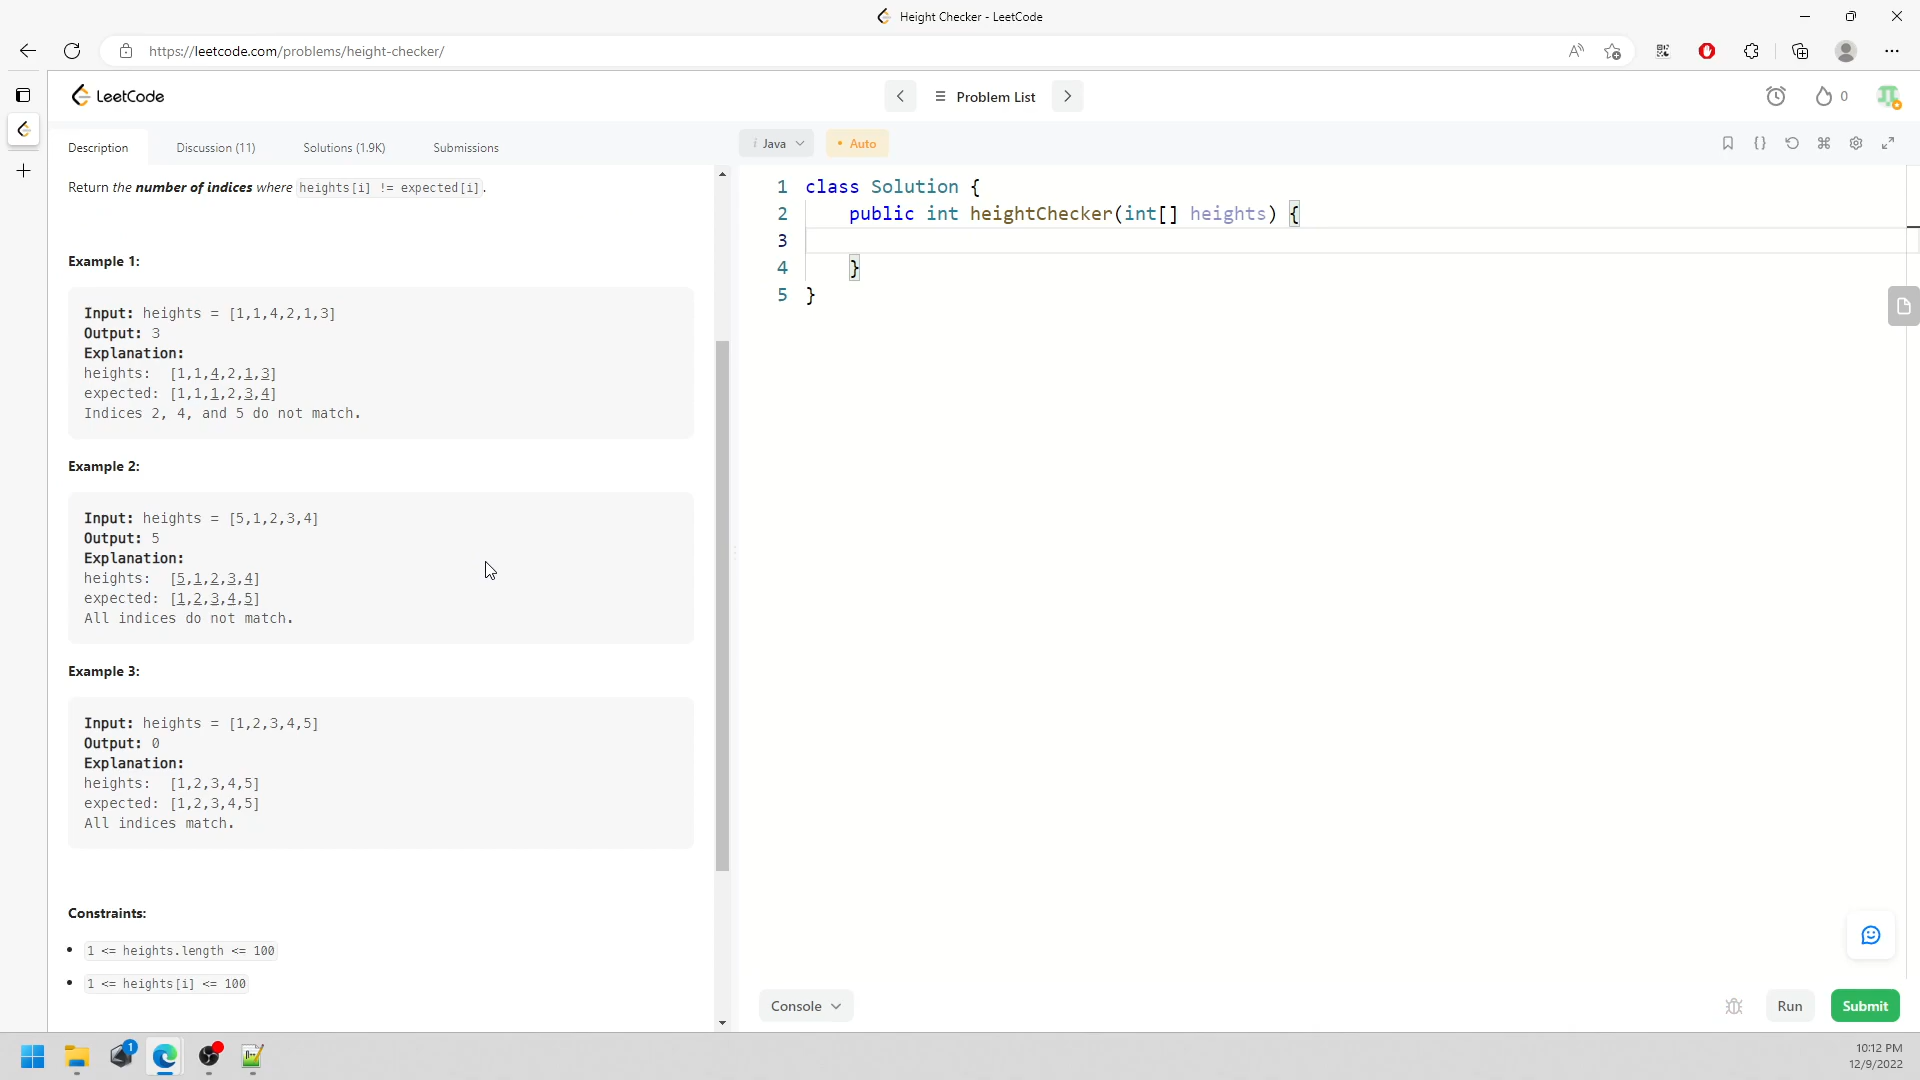 Height Checker - LeetCode
https://leetcode.com/problems/height-checker/
LeetCode
Problem List
0
Description
Discussion (11)
Solutions (1.9K)
Submissions
i Java
• Auto
Return the number of indices where heights[i] != expected[i].
Example 1:
Input: heights = [1,1,4,2,1,3]
Output: 3
Explanation:
heights:  [1,1,4,2,1,3]
expected: [1,1,1,2,3,4]
Indices 2, 4, and 5 do not match.
Example 2:
Input: heights = [5,1,2,3,4]
Output: 5
Explanation:
heights:  [5,1,2,3,4]
expected: [1,2,3,4,5]
All indices do not match.
Example 3:
Input: heights = [1,2,3,4,5]
Output: 0
Explanation:
heights:  [1,2,3,4,5]
expected: [1,2,3,4,5]
All indices match.
Constraints:
• 1 <= heights.length <= 100
• 1 <= heights[i] <= 100
1 class Solution {
2     public int heightChecker(int[] heights) {
3
4     }
5 }
Console
Run
Submit
1
10:12 PM
12/9/2022